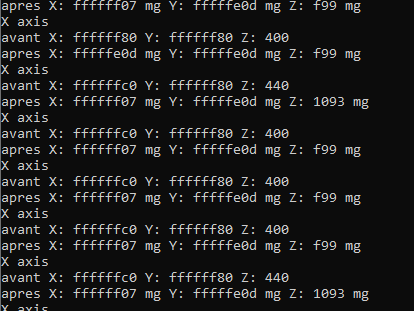 apres X: ffffff07 mg Y: fffffe0d mg Z: f99 mg
X axis
avant X: ffffff80 Y: ffffff80 Z: 400
apres X: fffffe0d mg Y: fffffe0d mg Z: f99 mg
X axis
avant X: ffffffc0 Y: ffffff80 Z: 440
apres X: ffffff07 mg Y: fffffe0d mg Z: 1093 mg
X axis
avant X: ffffffc0 Y: ffffff80 Z: 400
apres X: ffffff07 mg Y: fffffe0d mg Z: f99 mg
X axis
avant X: ffffffc0 Y: ffffff80 Z: 400
apres X: ffffff07 mg Y: fffffe0d mg Z: f99 mg
X axis
avant X: ffffffc0 Y: ffffff80 Z: 400
apres X: ffffff07 mg Y: fffffe0d mg Z: f99 mg
X axis
avant X: ffffffc0 Y: ffffff80 Z: 440
apres X: ffffff07 mg Y: fffffe0d mg Z: 1093 mg
X axis